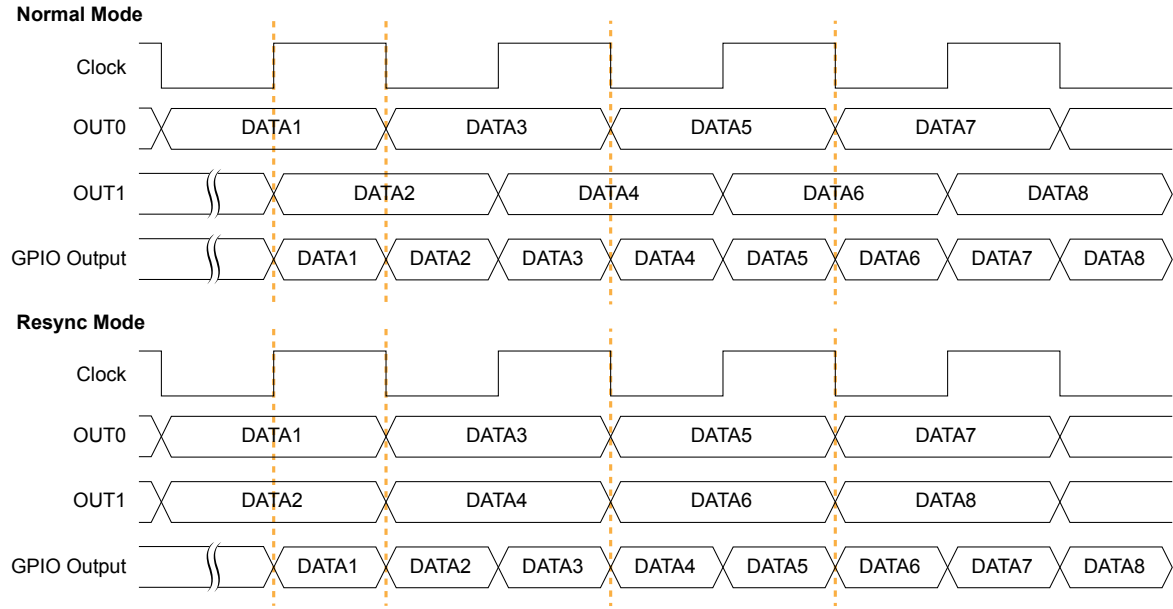 Normal Mode
Clock
OUT0 DATA1 DATA3 DATA5 DATA7
OUT1 DATA2 DATA4 DATA6 DATA8
GPIO Output DATA1 DATA2 DATA3 DATA4 DATA5 DATA6 DATA7 DATA8
Resync Mode
Clock
OUT0 DATA1 DATA3 DATA5 DATA7
OUT1 DATA2 DATA4 DATA6 DATA8
GPIO Output DATA1 DATA2 DATA3 DATA4 DATA5 DATA6 DATA7 DATA8